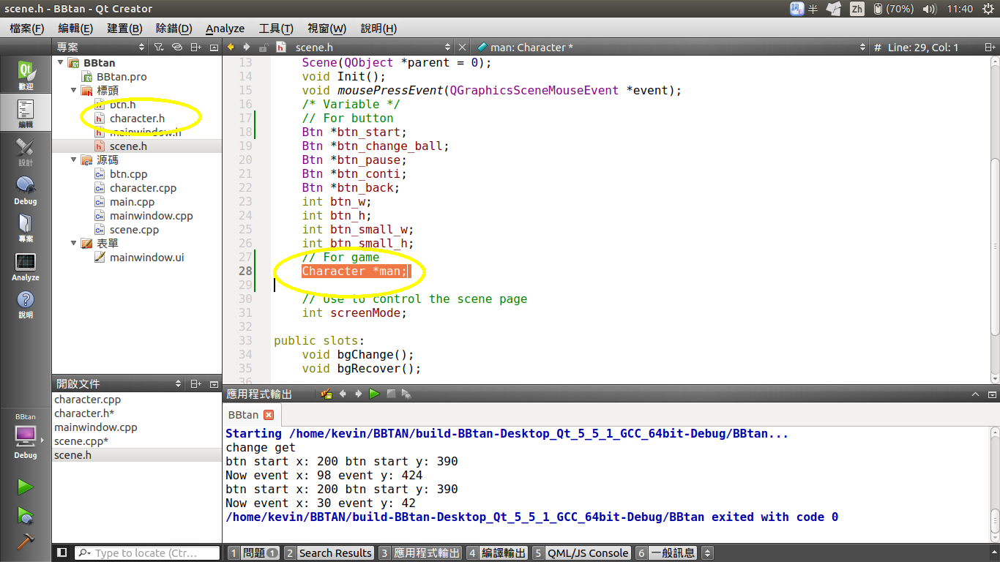 scene.h - BBtan - Qt Creator
半
Zh
(70%)
11:40
檔案(F)
編輯(E)
建置(B)
除錯(D)
Analyze
工具(T)
視窗(W)
說明(H)
專案
scene.h
man: Character *
# Line: 29, Col: 1
歡迎
編輯
設計
Debug
專案
Analyze
說明
BBtan
Debug
BBtan
BBtan.pro
標頭
btn.h
character.h
mainwindow.h
scene.h
源碼
btn.cpp
character.cpp
main.cpp
mainwindow.cpp
scene.cpp
表單
mainwindow.ui
開啟文件
character.cpp
character.h*
mainwindow.cpp
scene.cpp*
scene.h
13 Scene(QObject *parent = 0);
14 void Init();
15 void mousePressEvent(QGraphicsSceneMouseEvent *event);
16 /* Variable */
17 // For button
18 Btn *btn_start;
19 Btn *btn_change_ball;
20 Btn *btn_pause;
21 Btn *btn_conti;
22 Btn *btn_back;
23 int btn_w;
24 int btn_h;
25 int btn_small_w;
26 int btn_small_h;
27 // For game
28 Character *man;
29
30 // Use to control the scene page
31 int screenMode;
32
33 public slots:
34 void bgChange();
35 void bgRecover();
36
應用程式輸出
BBtan
Starting /home/kevin/BBTAN/build-BBtan-Desktop_Qt_5_5_1_GCC_64bit-Debug/BBtan...
change get
btn start x: 200 btn start y: 390
Now event x: 98 event y: 424
btn start x: 200 btn start y: 390
Now event x: 30 event y: 42
/home/kevin/BBTAN/build-BBtan-Desktop_Qt_5_5_1_GCC_64bit-Debug/BBtan exited with code 0
Type to locate (Ctr...
1 問題 1
2 Search Results
3 應用程式輸出
4 編譯輸出
5 QML/JS Console
6 一般訊息